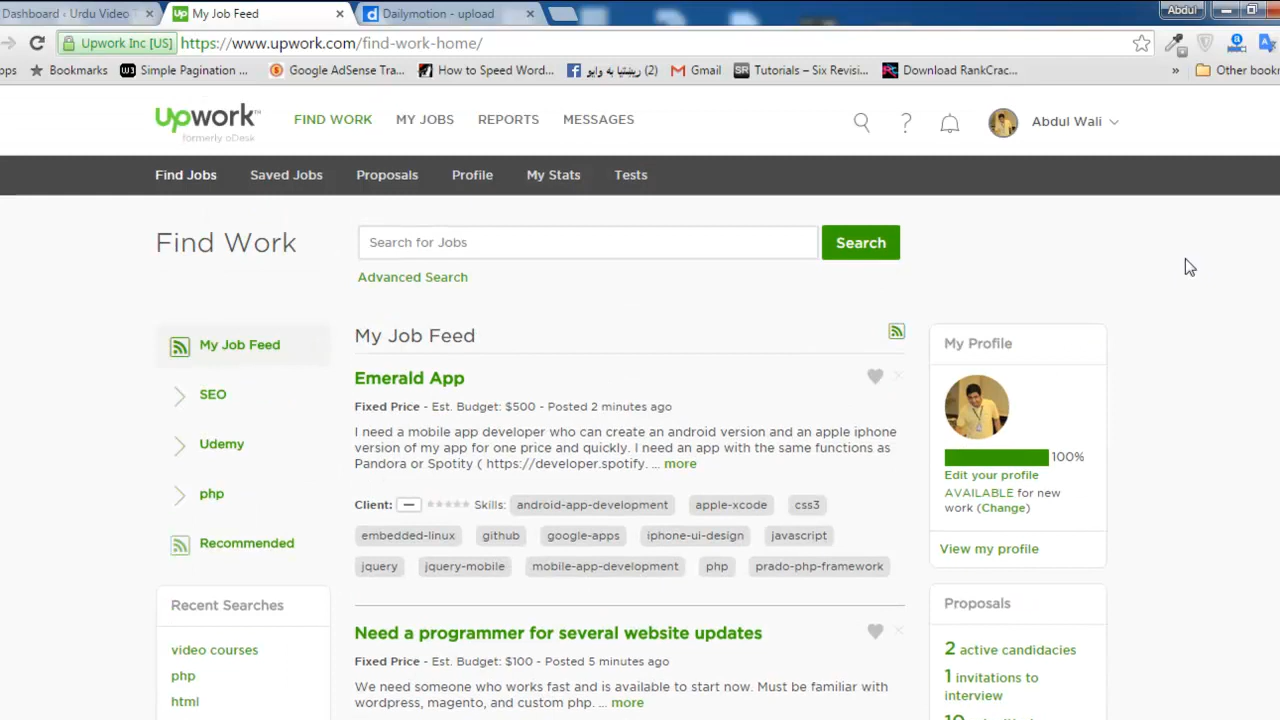 Dashboard ‹ Urdu Video T
My Job Feed
Dailymotion - upload
Abdul
Upwork Inc [US]
https://www.upwork.com/find-work-home/
ops
Bookmarks
Simple Pagination ...
Google AdSense Tra...
How to Speed Wor...
Gmail
Tutorials – Six Revisi...
Download RankCrac...
»
Other bookm
Upwork™
formerly oDesk
FIND WORK
MY JOBS
REPORTS
MESSAGES
Abdul Wali
Find Jobs
Saved Jobs
Proposals
Profile
My Stats
Tests
Find Work
Search for Jobs
Search
Advanced Search
My Job Feed
SEO
Udemy
php
Recommended
Recent Searches
video courses
php
html
My Job Feed
Emerald App
Fixed Price - Est. Budget: $500 - Posted 2 minutes ago
I need a mobile app developer who can create an android version and an apple iphone
version of my app for one price and quickly. I need an app with the same functions as
Pandora or Spotity ( https://developer.spotify. ... more
Client: Skills: android-app-development apple-xcode css3
embedded-linux github google-apps iphone-ui-design javascript
jquery jquery-mobile mobile-app-development php prado-php-framework
Need a programmer for several website updates
Fixed Price - Est. Budget: $100 - Posted 5 minutes ago
We need someone who works fast and is available to start now. Must be familiar with
wordpress, magento, and custom php. ... more
My Profile
100%
Edit your profile
AVAILABLE for new
work (Change)
View my profile
Proposals
2 active candidacies
1 invitations to
interview